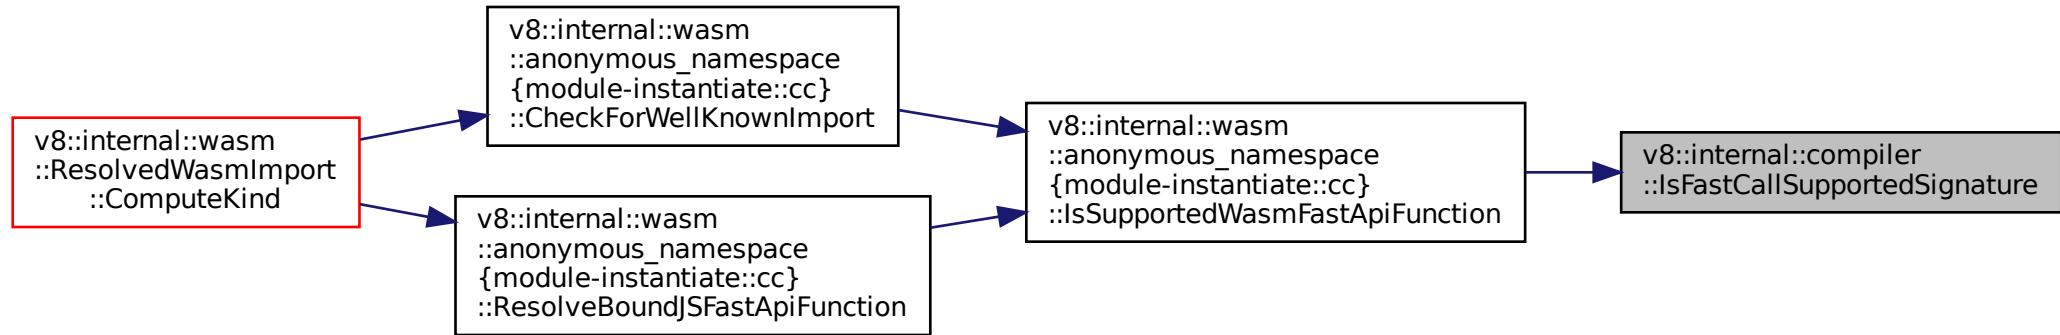 v8::internal::wasm
::ResolvedWasmImport
::ComputeKind
v8::internal::wasm
::anonymous_namespace
{module-instantiate::cc}
::CheckForWellKnownImport
v8::internal::wasm
::anonymous_namespace
{module-instantiate::cc}
::ResolveBoundJSFastApiFunction
v8::internal::wasm
::anonymous_namespace
{module-instantiate::cc}
::IsSupportedWasmFastApiFunction
v8::internal::compiler
::IsFastCallSupportedSignature